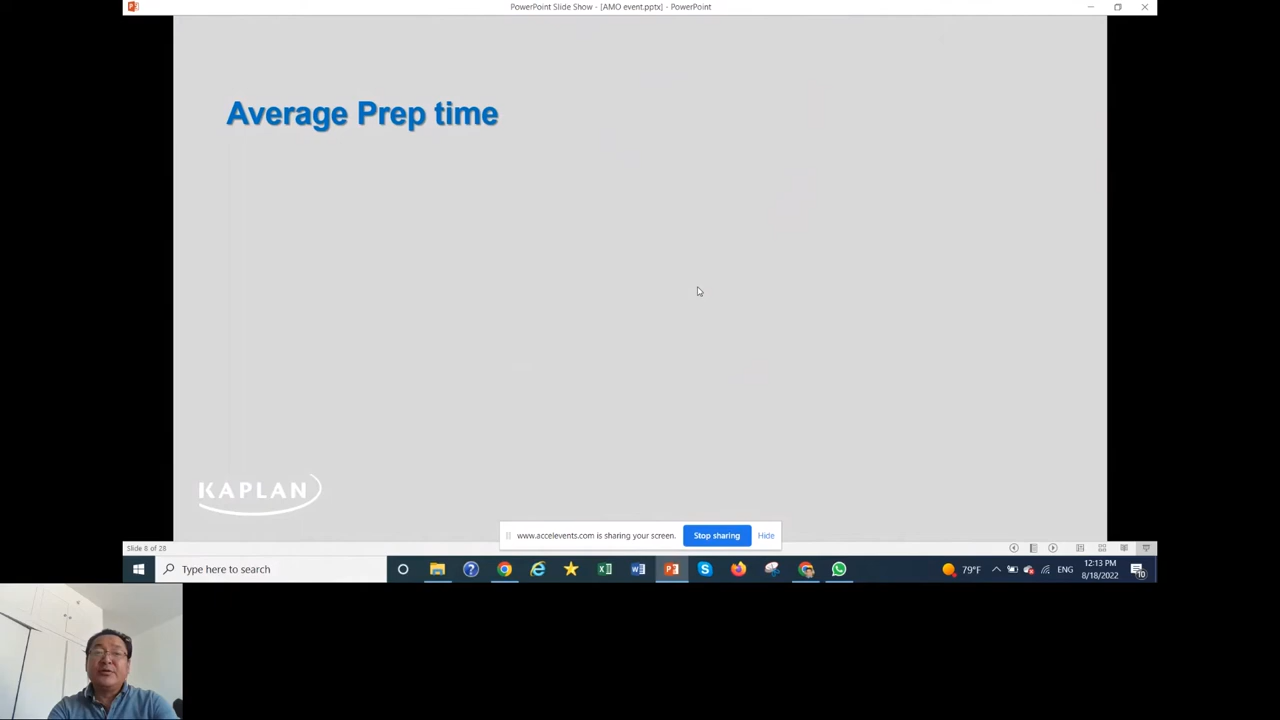 PowerPoint Slide Show - [AMO event.pptx] - PowerPoint
Average Prep time
KAPLAN
www.accelevents.com is sharing your screen.
Stop sharing
Hide
Slide 8 of 28
Type here to search
79°F
ENG
12:13 PM
8/18/2022
10